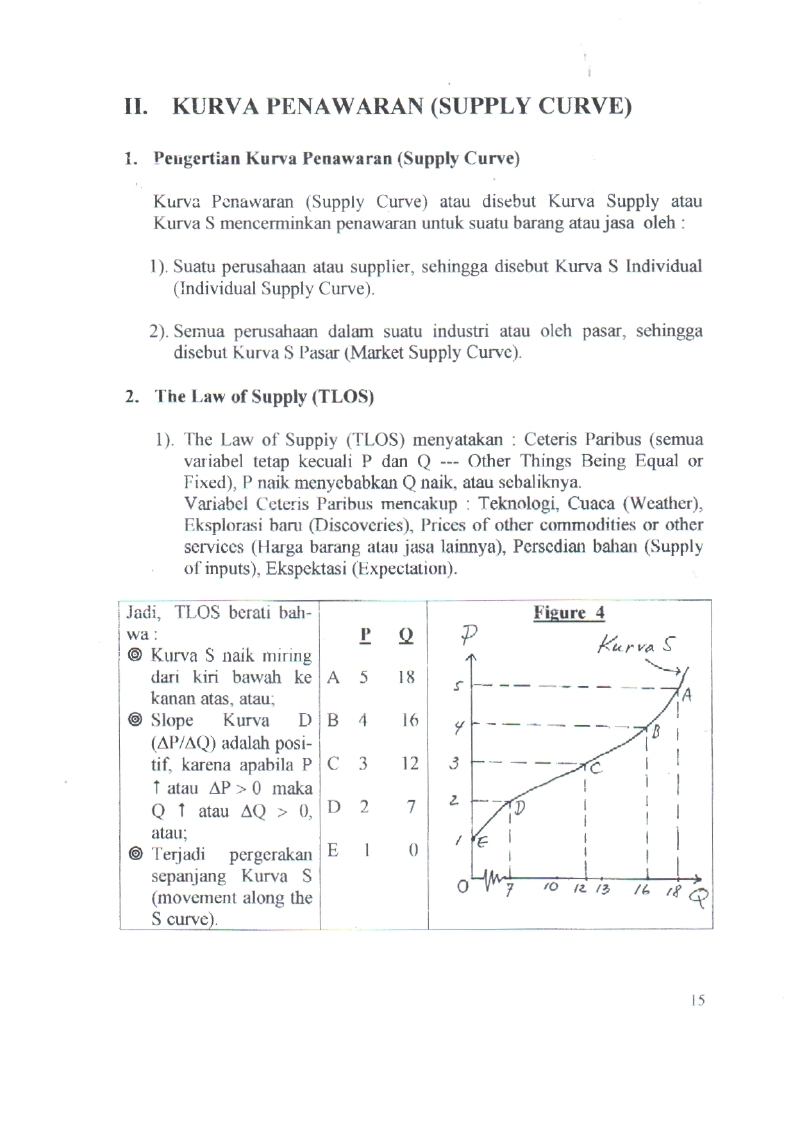 II. KURVA PENAWARAN (SUPPLY CURVE)
1. Pengertian Kurva Penawaran (Supply Curve)
Kurva Penawaran (Supply Curve) atau disebut Kurva Supply atau
Kurva S mencerminkan penawaran untuk suatu barang atau jasa oleh :
1). Suatu perusahaan atau supplier, sehingga disebut Kurva S Individual
(Individual Supply Curve).
2). Semua perusahaan dalam suatu industri atau oleh pasar, sehingga
disebut Kurva S Pasar (Market Supply Curve).
2. The Law of Supply (TLOS)
1). The Law of Supply (TLOS) menyatakan : Ceteris Paribus (semua
variabel tetap kecuali P dan Q --- Other Things Being Equal or
Fixed), P naik menyebabkan Q naik, atau sebaliknya.
Variabel Ceteris Paribus mencakup : Teknologi, Cuaca (Weather),
Eksplorasi baru (Discoveries), Prices of other commodities or other
services (Harga barang atau jasa lainnya), Persedian bahan (Supply
of inputs), Ekspektasi (Expectation).
Jadi, TLOS berati bah-
wa :
◎ Kurva S naik miring
dari kiri bawah ke
kanan atas, atau;
◎ Slope Kurva D
(ΔP/ΔQ) adalah posi-
tif, karena apabila P
↑ atau ΔP > 0 maka
Q ↑ atau ΔQ > 0,
atau;
◎ Terjadi pergerakan
sepanjang Kurva S
(movement along the
S curve).
P Q
A 5 18
B 4 16
C 3 12
D 2 7
E 1 0
Figure 4
P
Kurva S
5
A
4
B
3
C
2
D
1
E
0 7 10 12 13 16 18 Q
15